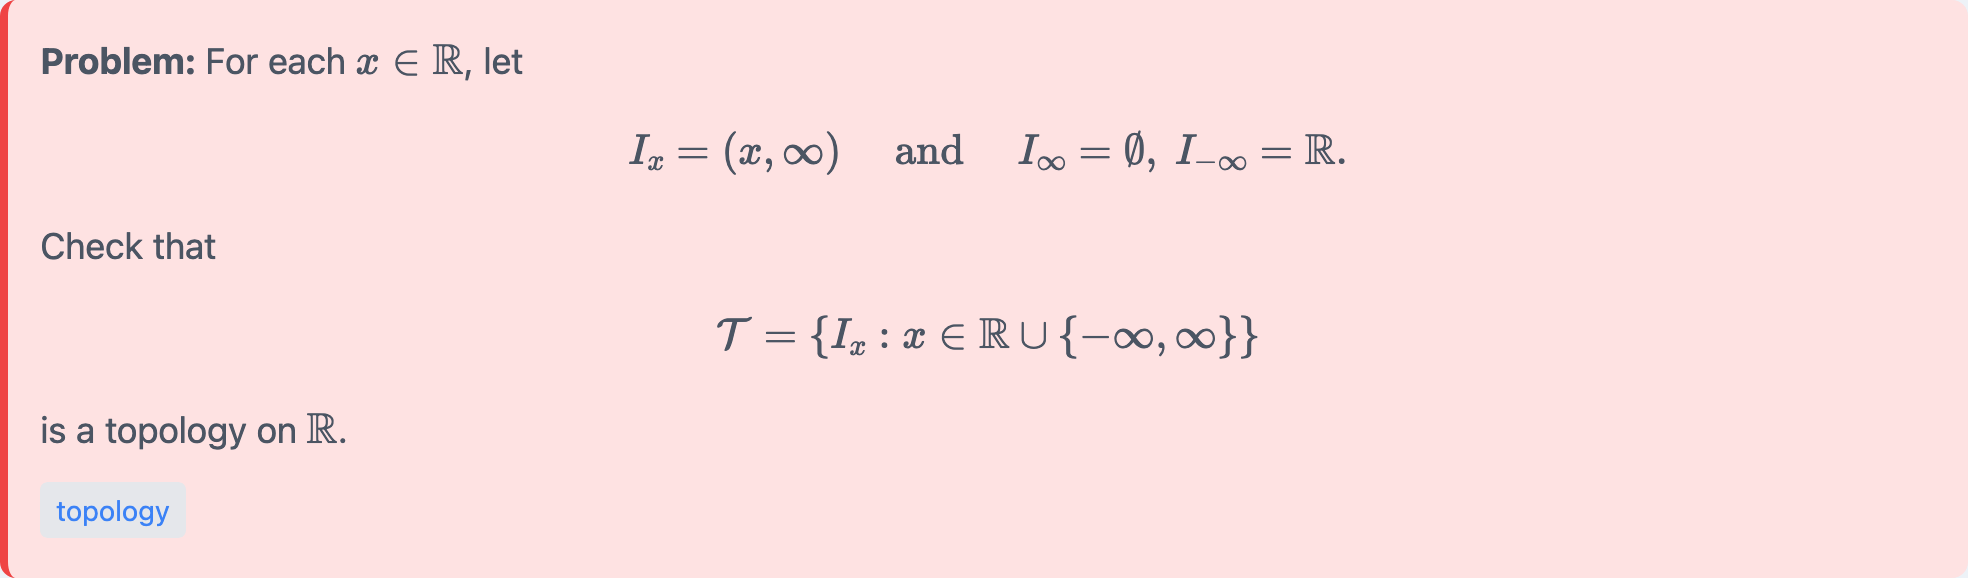 Problem: For each x ∈ ℝ, let
I_x = (x, ∞) and I_∞ = ∅, I_{−∞} = ℝ.
Check that
𝒯 = {I_x : x ∈ ℝ ∪ {−∞, ∞}}
is a topology on ℝ.
topology